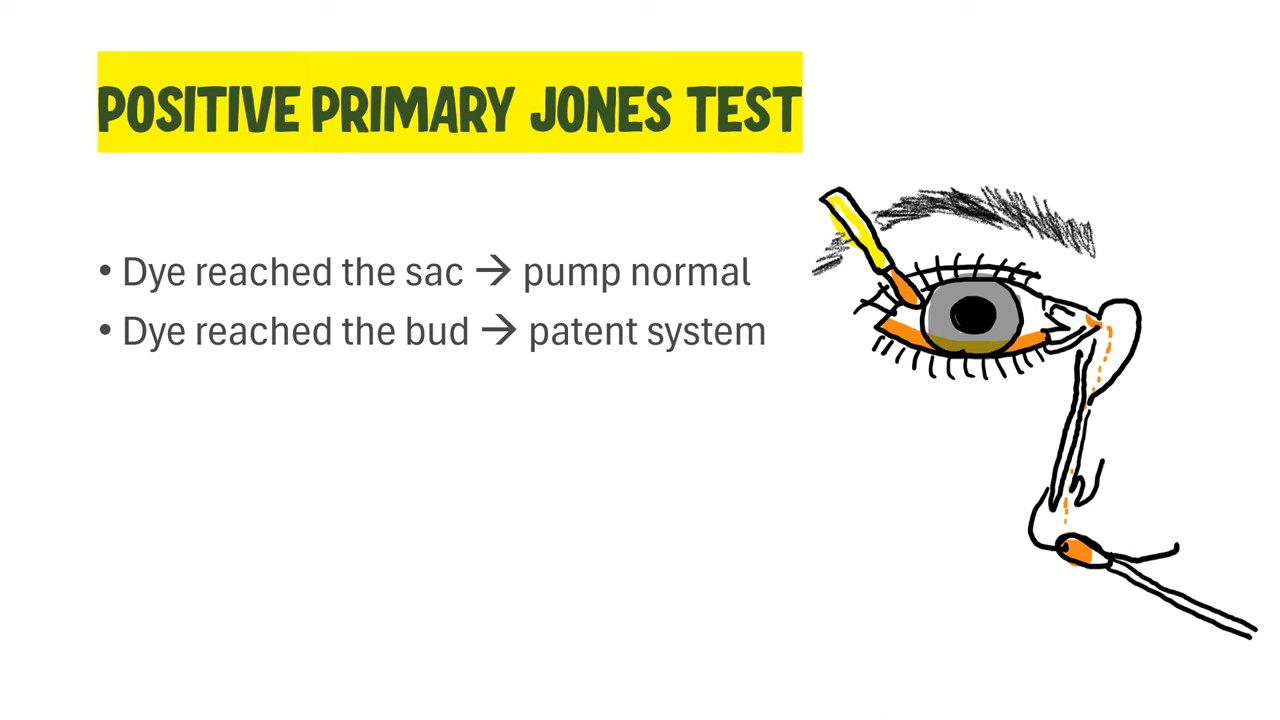 POSITIVE PRIMARY JONES TEST
• Dye reached the sac → pump normal
• Dye reached the bud → patent system